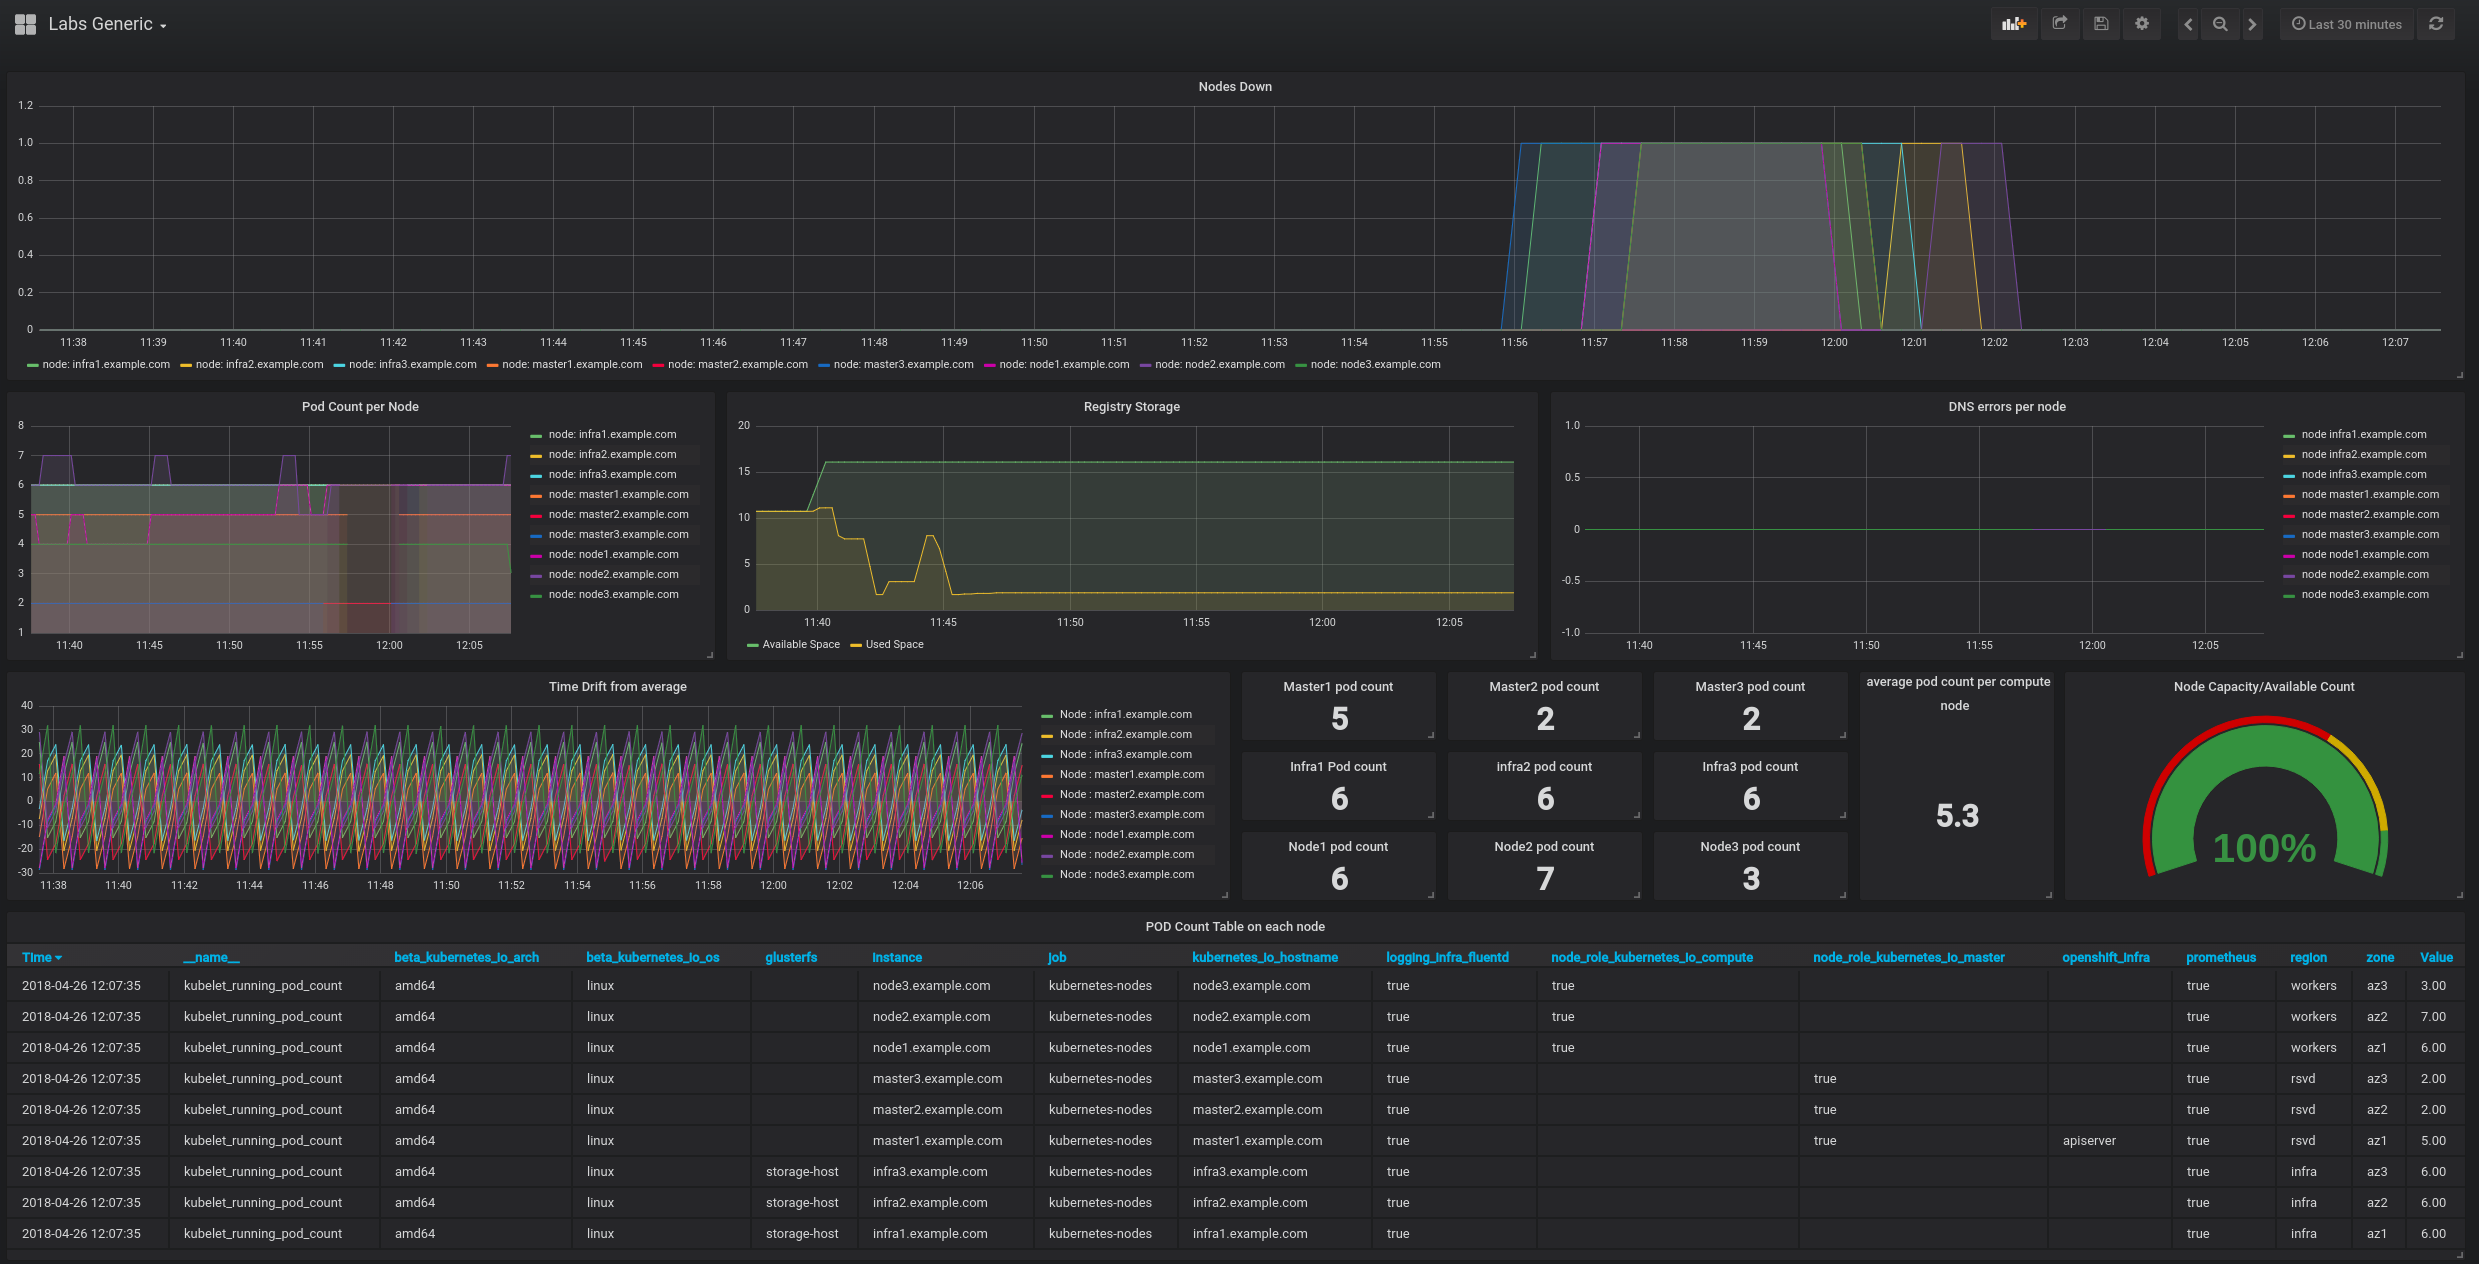 Labs Generic
Last 30 minutes
Nodes Down
1.2
1.0
0.8
0.6
0.4
0.2
0
11:38 11:39 11:40 11:41 11:42 11:43 11:44 11:45 11:46 11:47 11:48 11:49 11:50 11:51 11:52 11:53 11:54 11:55 11:56 11:57 11:58 11:59 12:00 12:01 12:02 12:03 12:04 12:05 12:06 12:07
node: infra1.example.com node: infra2.example.com node: infra3.example.com node: master1.example.com node: master2.example.com node: master3.example.com node: node1.example.com node: node2.example.com node: node3.example.com
Pod Count per Node
8
7
6
5
4
3
2
1
11:40 11:45 11:50 11:55 12:00 12:05
node: infra1.example.com
node: infra2.example.com
node: infra3.example.com
node: master1.example.com
node: master2.example.com
node: master3.example.com
node: node1.example.com
node: node2.example.com
node: node3.example.com
Registry Storage
20
15
10
5
0
11:40 11:45 11:50 11:55 12:00 12:05
Available Space Used Space
DNS errors per node
1.0
0.5
0
-0.5
-1.0
11:40 11:45 11:50 11:55 12:00 12:05
node infra1.example.com
node infra2.example.com
node infra3.example.com
node master1.example.com
node master2.example.com
node master3.example.com
node node1.example.com
node node2.example.com
node node3.example.com
Time Drift from average
40
30
20
10
0
-10
-20
-30
11:38 11:40 11:42 11:44 11:46 11:48 11:50 11:52 11:54 11:56 11:58 12:00 12:02 12:04 12:06
Node : infra1.example.com
Node : infra2.example.com
Node : infra3.example.com
Node : master1.example.com
Node : master2.example.com
Node : master3.example.com
Node : node1.example.com
Node : node2.example.com
Node : node3.example.com
Master1 pod count
5
Master2 pod count
2
Master3 pod count
2
Infra1 Pod count
6
infra2 pod count
6
Infra3 pod count
6
Node1 pod count
6
Node2 pod count
7
Node3 pod count
3
average pod count per compute
node
5.3
Node Capacity/Available Count
100%
POD Count Table on each node
Time __name__ beta_kubernetes_io_arch beta_kubernetes_io_os glusterfs instance job kubernetes_io_hostname logging_infra_fluentd node_role_kubernetes_io_compute node_role_kubernetes_io_master openshift_infra prometheus region zone Value
2018-04-26 12:07:35 kubelet_running_pod_count amd64 linux node3.example.com kubernetes-nodes node3.example.com true true true workers az3 3.00
2018-04-26 12:07:35 kubelet_running_pod_count amd64 linux node2.example.com kubernetes-nodes node2.example.com true true true workers az2 7.00
2018-04-26 12:07:35 kubelet_running_pod_count amd64 linux node1.example.com kubernetes-nodes node1.example.com true true true workers az1 6.00
2018-04-26 12:07:35 kubelet_running_pod_count amd64 linux master3.example.com kubernetes-nodes master3.example.com true true true rsvd az3 2.00
2018-04-26 12:07:35 kubelet_running_pod_count amd64 linux master2.example.com kubernetes-nodes master2.example.com true true true rsvd az2 2.00
2018-04-26 12:07:35 kubelet_running_pod_count amd64 linux master1.example.com kubernetes-nodes master1.example.com true true apiserver true rsvd az1 5.00
2018-04-26 12:07:35 kubelet_running_pod_count amd64 linux storage-host infra3.example.com kubernetes-nodes infra3.example.com true true infra az3 6.00
2018-04-26 12:07:35 kubelet_running_pod_count amd64 linux storage-host infra2.example.com kubernetes-nodes infra2.example.com true true infra az2 6.00
2018-04-26 12:07:35 kubelet_running_pod_count amd64 linux storage-host infra1.example.com kubernetes-nodes infra1.example.com true true infra az1 6.00